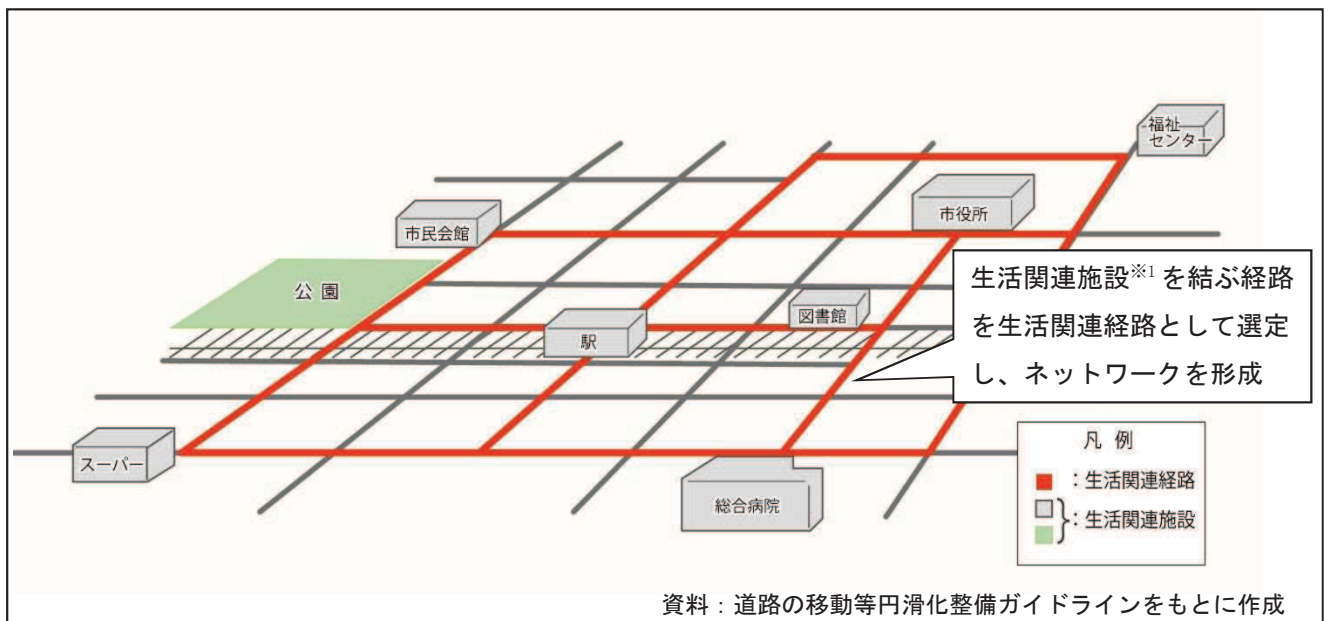 福祉
センター
市役所
市民会館
公園
図書館
駅
生活関連施設※1を結ぶ経路
を生活関連経路として選定
し、ネットワークを形成
スーパー
総合病院
凡例
：生活関連経路
：生活関連施設
資料：道路の移動等円滑化整備ガイドラインをもとに作成